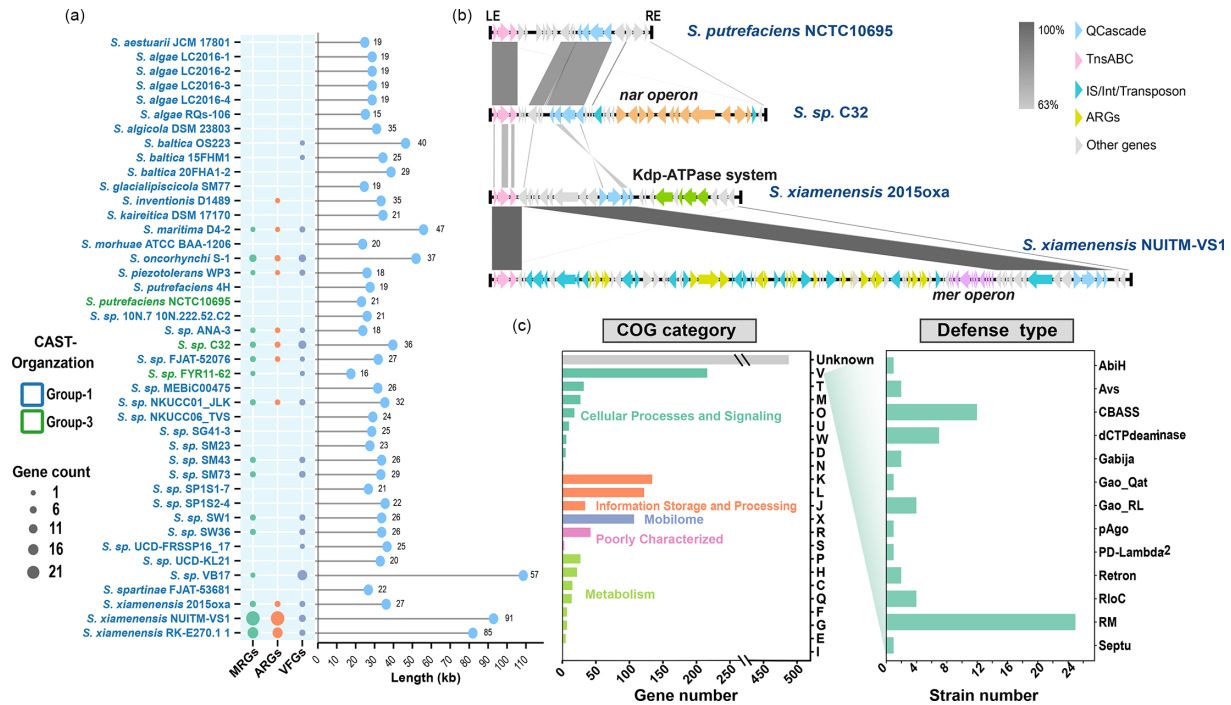 (a)
S. aestuarii JCM 17801 19
S. algae LC2016-1 19
S. algae LC2016-2 19
S. algae LC2016-3 19
S. algae LC2016-4 19
S. algae RQs-106 15
S. algicola DSM 23803 35
S. baltica OS223 40
S. baltica 15FHM1 25
S. baltica 20FHA1-2 29
S. glacialipiscicola SM77 19
S. inventionis D1489 35
S. kaireitica DSM 17170 21
S. maritima D4-2 47
S. morhuae ATCC BAA-1206 20
S. oncorhynchi S-1 37
S. piezotolerans WP3 18
S. putrefaciens 4H 19
S. putrefaciens NCTC10695 21
S. sp. 10N.7 10N.222.52.C2 21
S. sp. ANA-3 18
S. sp. C32 36
S. sp. FJAT-52076 27
S. sp. FYR11-62 16
S. sp. MEBiC00475 26
S. sp. NKUCC01_JLK 32
S. sp. NKUCC06_TVS 24
S. sp. SG41-3 25
S. sp. SM23 23
S. sp. SM43 26
S. sp. SM73 29
S. sp. SP1S1-7 21
S. sp. SP1S2-4 22
S. sp. SW1 26
S. sp. SW36 26
S. sp. UCD-FRSSP16_17 25
S. sp. UCD-KL21 20
S. sp. VB17 57
S. spartinae FJAT-53681 22
S. xiamenensis 2015oxa 27
S. xiamenensis NUITM-VS1 91
S. xiamenensis RK-E270.1 1 85
MRGs ARGs VFGs
0 10 20 30 40 50 60 70 80 90 100 110
Length (kb)
CAST-
Organzation
Group-1
Group-3
Gene count
1
6
11
16
21
(b)
LE RE
S. putrefaciens NCTC10695
nar operon
S. sp. C32
Kdp-ATPase system
S. xiamenensis 2015oxa
S. xiamenensis NUITM-VS1
mer operon
100%
63%
QCascade
TnsABC
IS/Int/Transposon
ARGs
Other genes
(c)
COG category
Unknown
V
T
M
O
U
W
D
N
K
L
J
X
R
S
P
H
C
Q
F
G
E
I
Cellular Processes and Signaling
Information Storage and Processing
Mobilome
Poorly Characterized
Metabolism
0 50 100 150 200 250 500
Gene number
Defense type
AbiH
Avs
CBASS
dCTPdeaminase
Gabija
Gao_Qat
Gao_RL
pAgo
PD-Lambda2
Retron
RloC
RM
Septu
0 4 8 12 16 20 24
Strain number